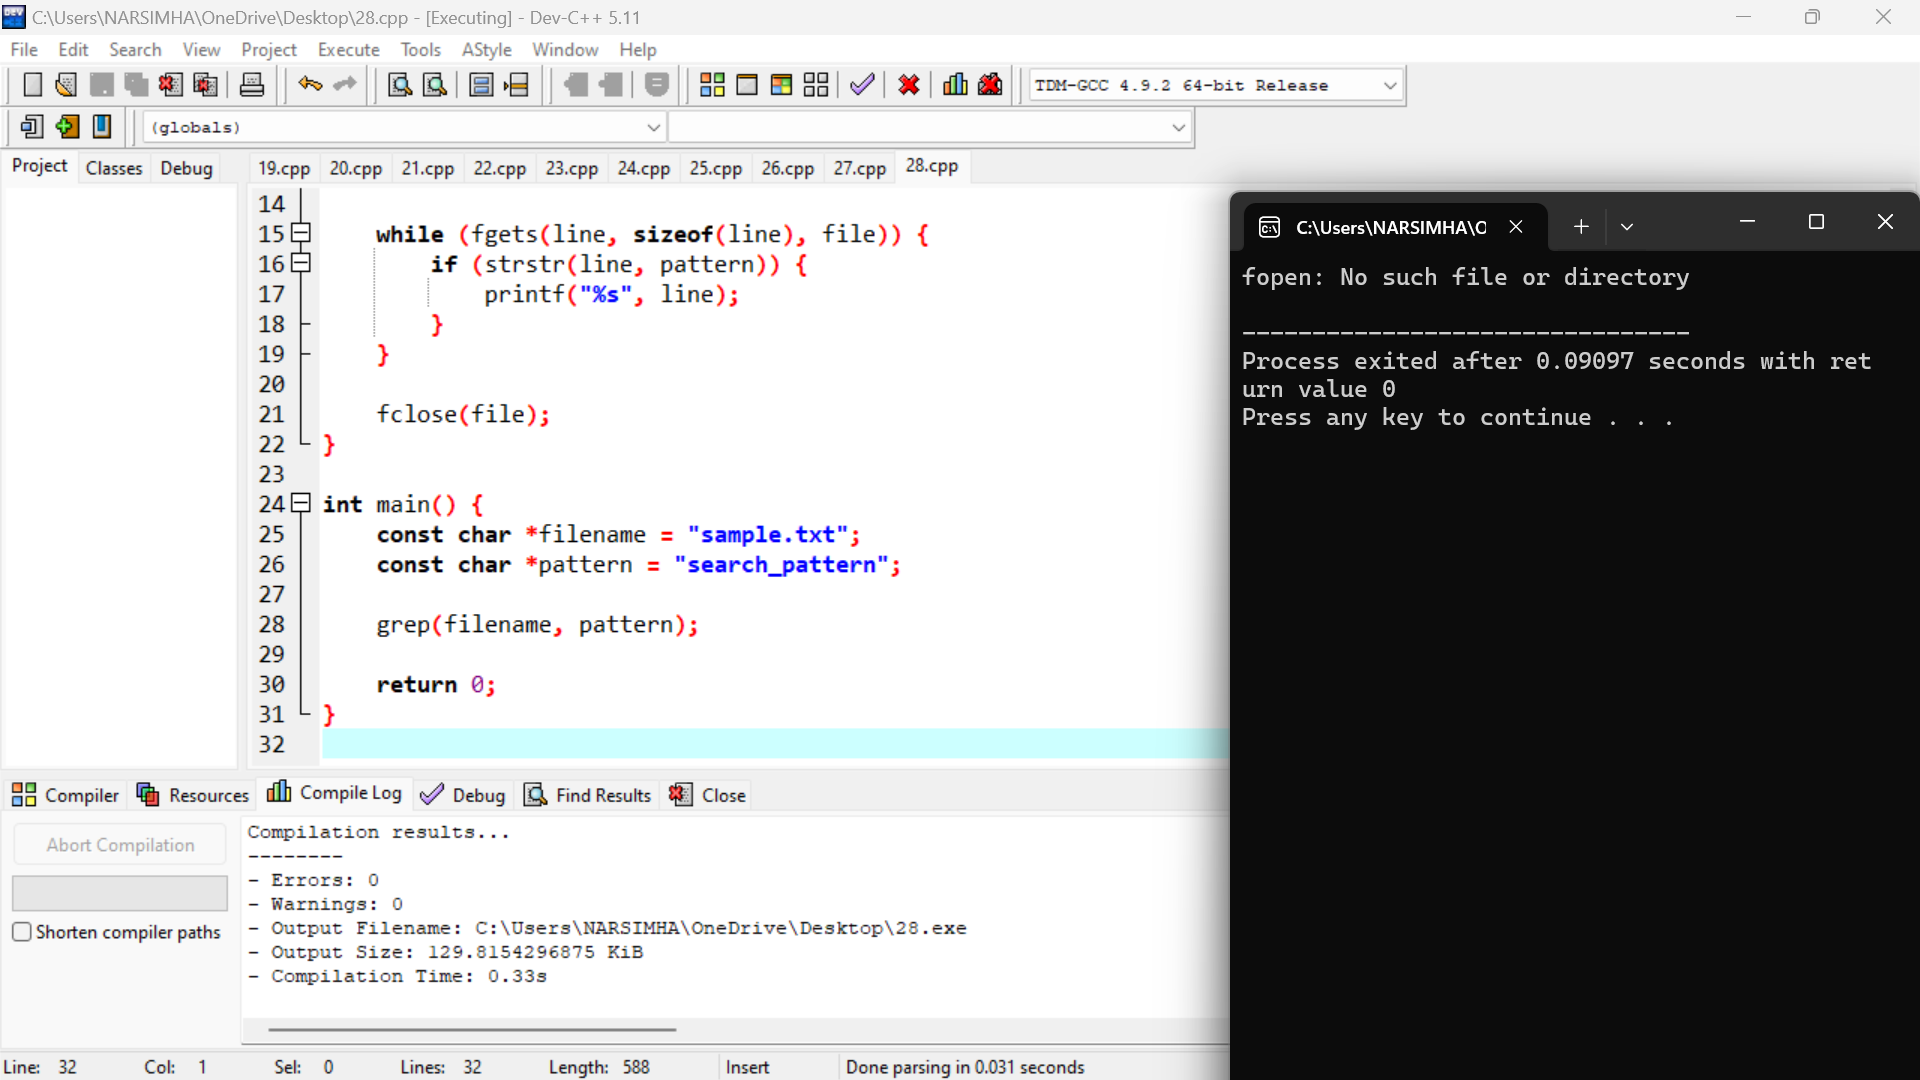 C:\Users\NARSIMHA\OneDrive\Desktop\28.cpp - [Executing] - Dev-C++ 5.11
File Edit Search View Project Execute Tools AStyle Window Help
TDM-GCC 4.9.2 64-bit Release
(globals)
Project Classes Debug
19.cpp 20.cpp 21.cpp 22.cpp 23.cpp 24.cpp 25.cpp 26.cpp 27.cpp 28.cpp
14
15 while (fgets(line, sizeof(line), file)) {
16 if (strstr(line, pattern)) {
17 printf("%s", line);
18 }
19 }
20
21 fclose(file);
22 }
23
24 int main() {
25 const char *filename = "sample.txt";
26 const char *pattern = "search_pattern";
27
28 grep(filename, pattern);
29
30 return 0;
31 }
32
C:\Users\NARSIMHA\O
fopen: No such file or directory
--------------------------------
Process exited after 0.09097 seconds with ret
urn value 0
Press any key to continue . . .
Compiler Resources Compile Log Debug Find Results Close
Abort Compilation
Shorten compiler paths
Compilation results...
--------
- Errors: 0
- Warnings: 0
- Output Filename: C:\Users\NARSIMHA\OneDrive\Desktop\28.exe
- Output Size: 129.8154296875 KiB
- Compilation Time: 0.33s
Line: 32 Col: 1 Sel: 0 Lines: 32 Length: 588 Insert Done parsing in 0.031 seconds